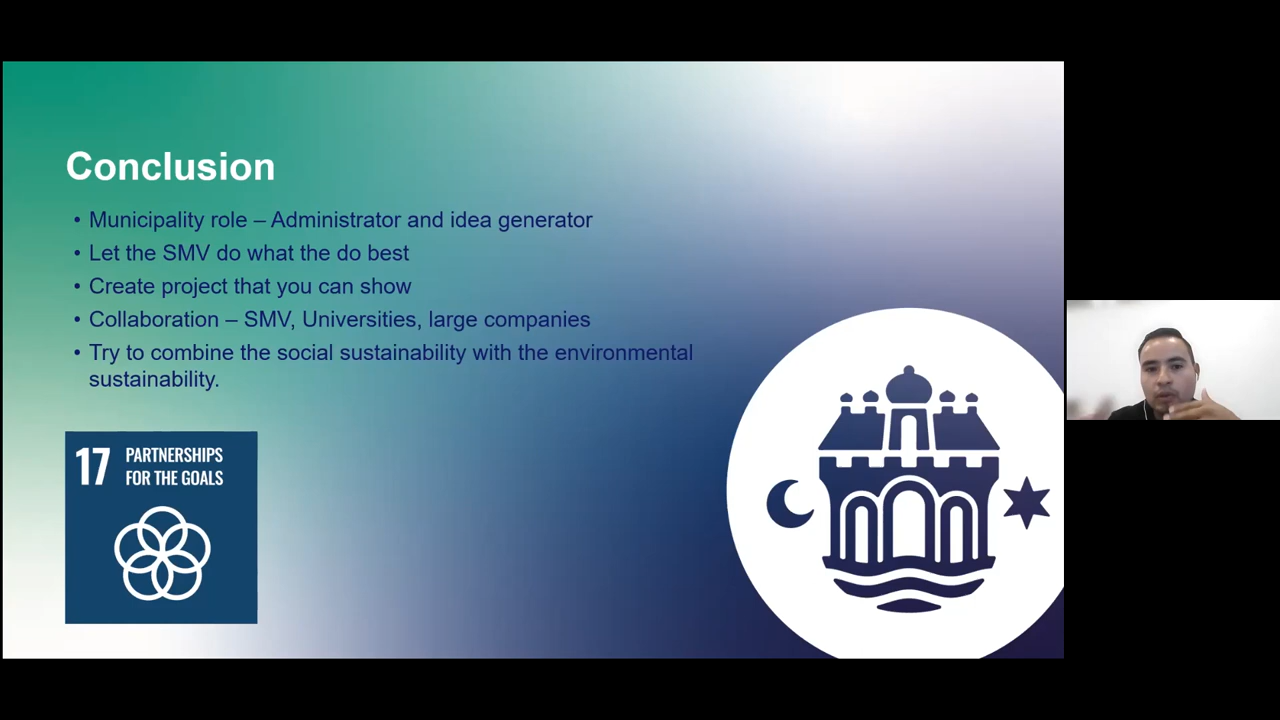 Conclusion
• Municipality role – Administrator and idea generator
• Let the SMV do what the do best
• Create project that you can show
• Collaboration – SMV, Universities, large companies
• Try to combine the social sustainability with the environmental
sustainability.
17 PARTNERSHIPS
FOR THE GOALS